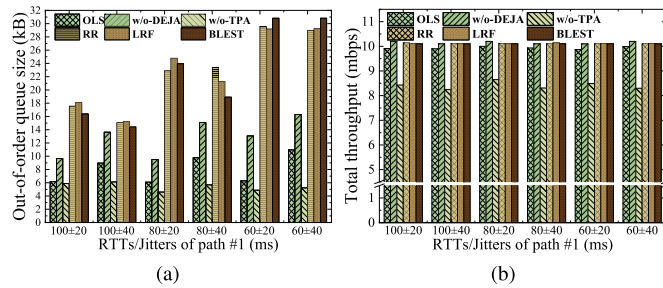 (a)
OLS w/o-DEJA w/o-TPA
RR LRF BLEST
Out-of-order queue size (kB)
32
30
28
26
24
22
20
18
16
14
12
10
8
6
4
2
0
100±20 100±40 80±20 80±40 60±20 60±40
RTTs/Jitters of path #1 (ms)
(a)
(b)
OLS w/o-DEJA w/o-TPA
RR LRF BLEST
Total throughput (mbps)
12
11
10
9
8
7
6
5
2
1
0
100±20 100±40 80±20 80±40 60±20 60±40
RTTs/Jitters of path #1 (ms)
(b)